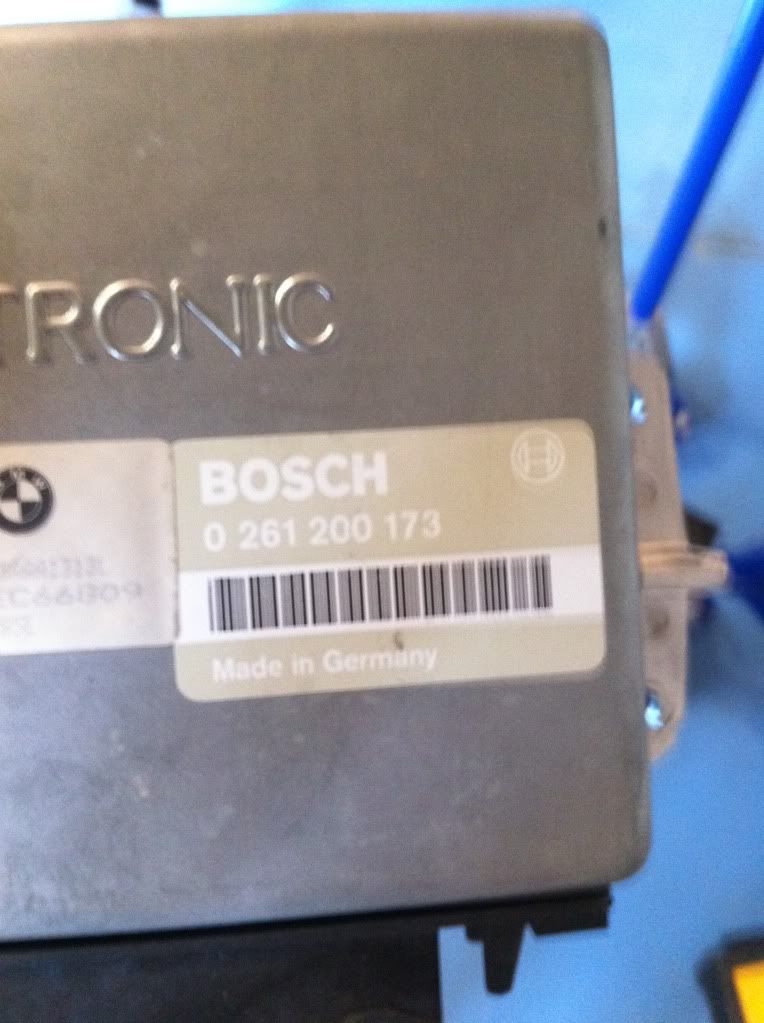 TRONIC
BOSCH
0 261 200 173
Made in Germany